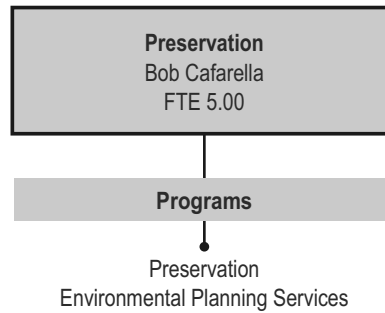 Preservation
Bob Cafarella
FTE 5.00
Programs
Preservation
Environmental Planning Services